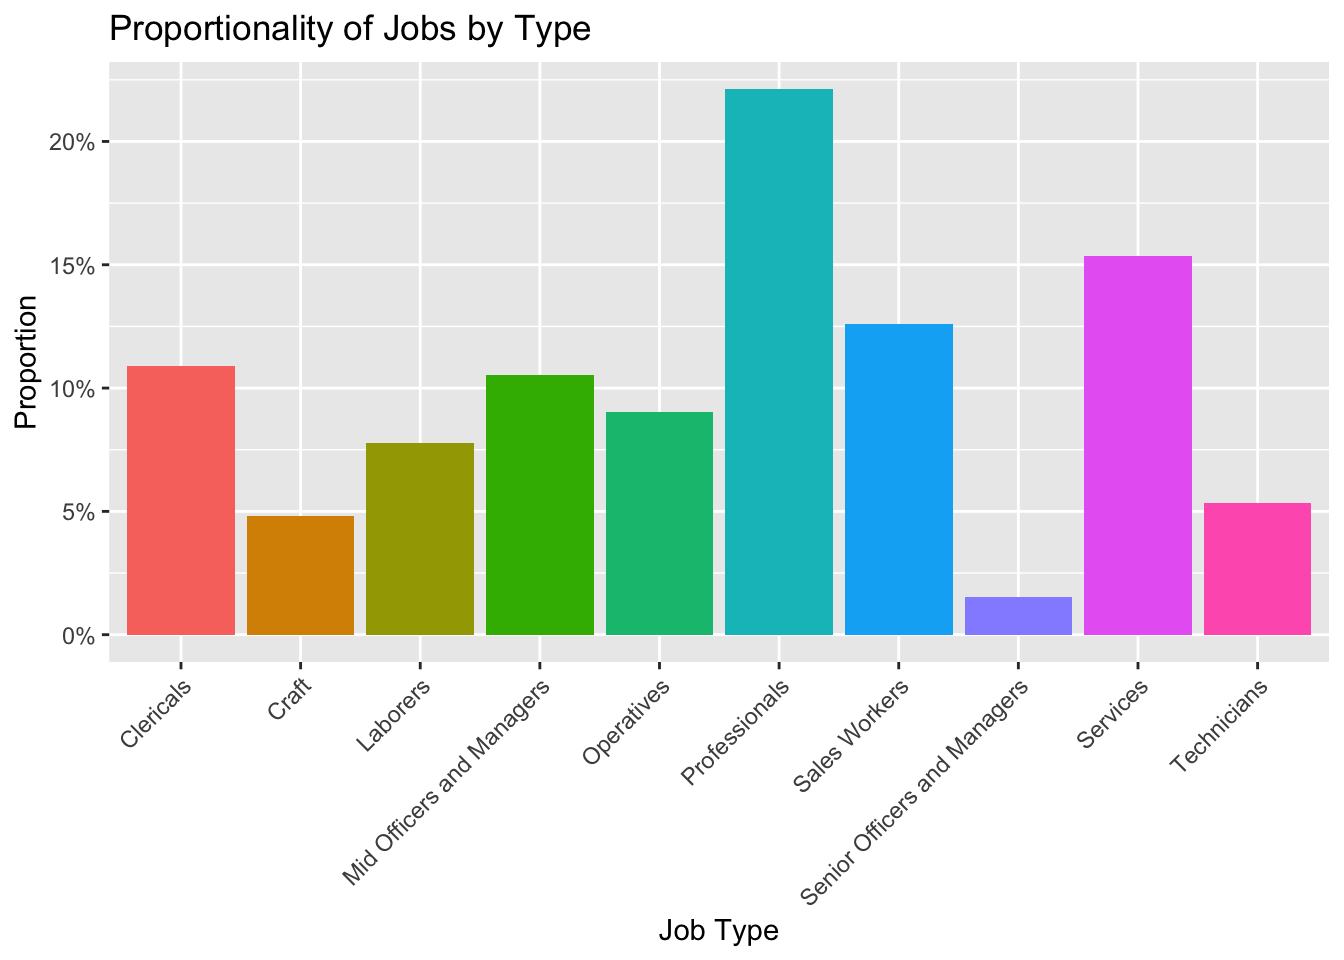 Proportionality of Jobs by Type
Proportion
20%
15%
10%
5%
0%
Clericals
Craft
Laborers
Mid Officers and Managers
Operatives
Professionals
Sales Workers
Senior Officers and Managers
Services
Technicians
Job Type